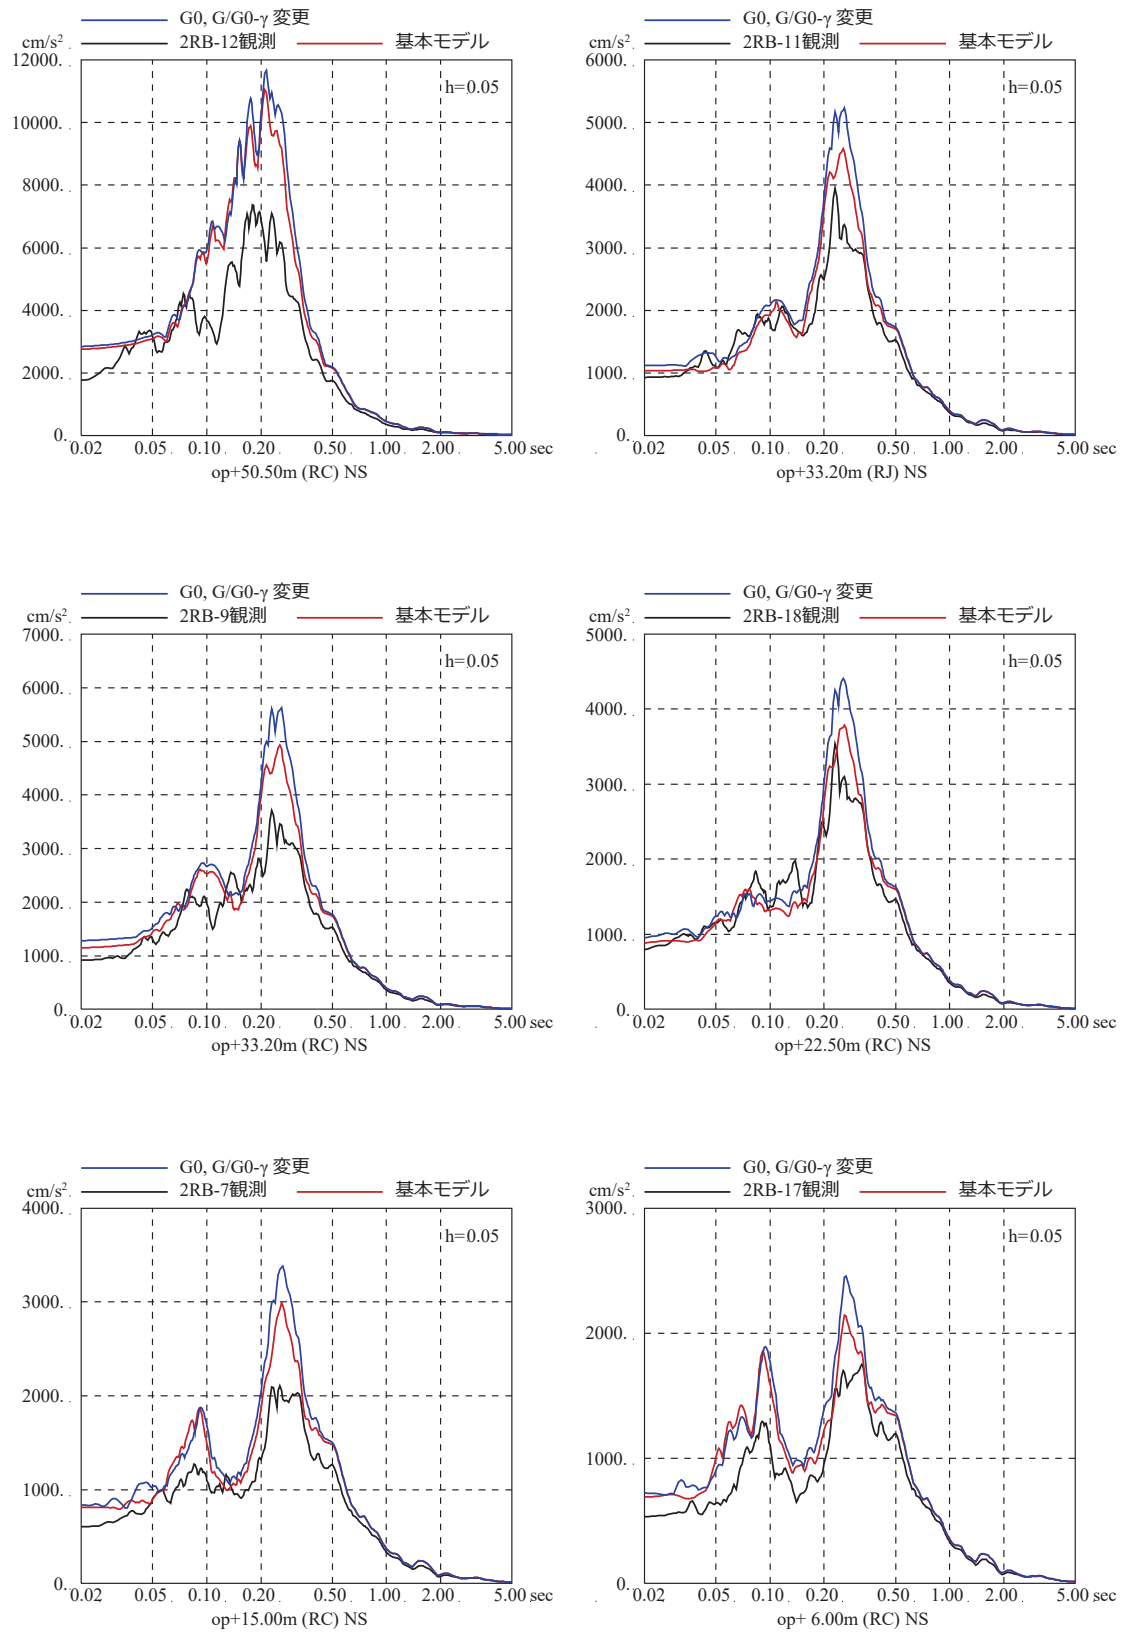 G0, G/G0-γ 変更
cm/s² 2RB-12観測 基本モデル
12000.
h=0.05
10000.
8000.
6000.
4000.
2000.
0.
0.02 0.05 0.10 0.20 0.50 1.00 2.00 5.00 sec
op+50.50m (RC) NS
G0, G/G0-γ 変更
cm/s² 2RB-11観測 基本モデル
6000.
h=0.05
5000.
4000.
3000.
2000.
1000.
0.
0.02 0.05 0.10 0.20 0.50 1.00 2.00 5.00 sec
op+33.20m (RJ) NS
G0, G/G0-γ 変更
cm/s² 2RB-9観測 基本モデル
7000.
h=0.05
6000.
5000.
4000.
3000.
2000.
1000.
0.
0.02 0.05 0.10 0.20 0.50 1.00 2.00 5.00 sec
op+33.20m (RC) NS
G0, G/G0-γ 変更
cm/s² 2RB-18観測 基本モデル
5000.
h=0.05
4000.
3000.
2000.
1000.
0.
0.02 0.05 0.10 0.20 0.50 1.00 2.00 5.00 sec
op+22.50m (RC) NS
G0, G/G0-γ 変更
cm/s² 2RB-7観測 基本モデル
4000.
h=0.05
3000.
2000.
1000.
0.
0.02 0.05 0.10 0.20 0.50 1.00 2.00 5.00 sec
op+15.00m (RC) NS
G0, G/G0-γ 変更
cm/s² 2RB-17観測 基本モデル
3000.
h=0.05
2000.
1000.
0.
0.02 0.05 0.10 0.20 0.50 1.00 2.00 5.00 sec
op+ 6.00m (RC) NS